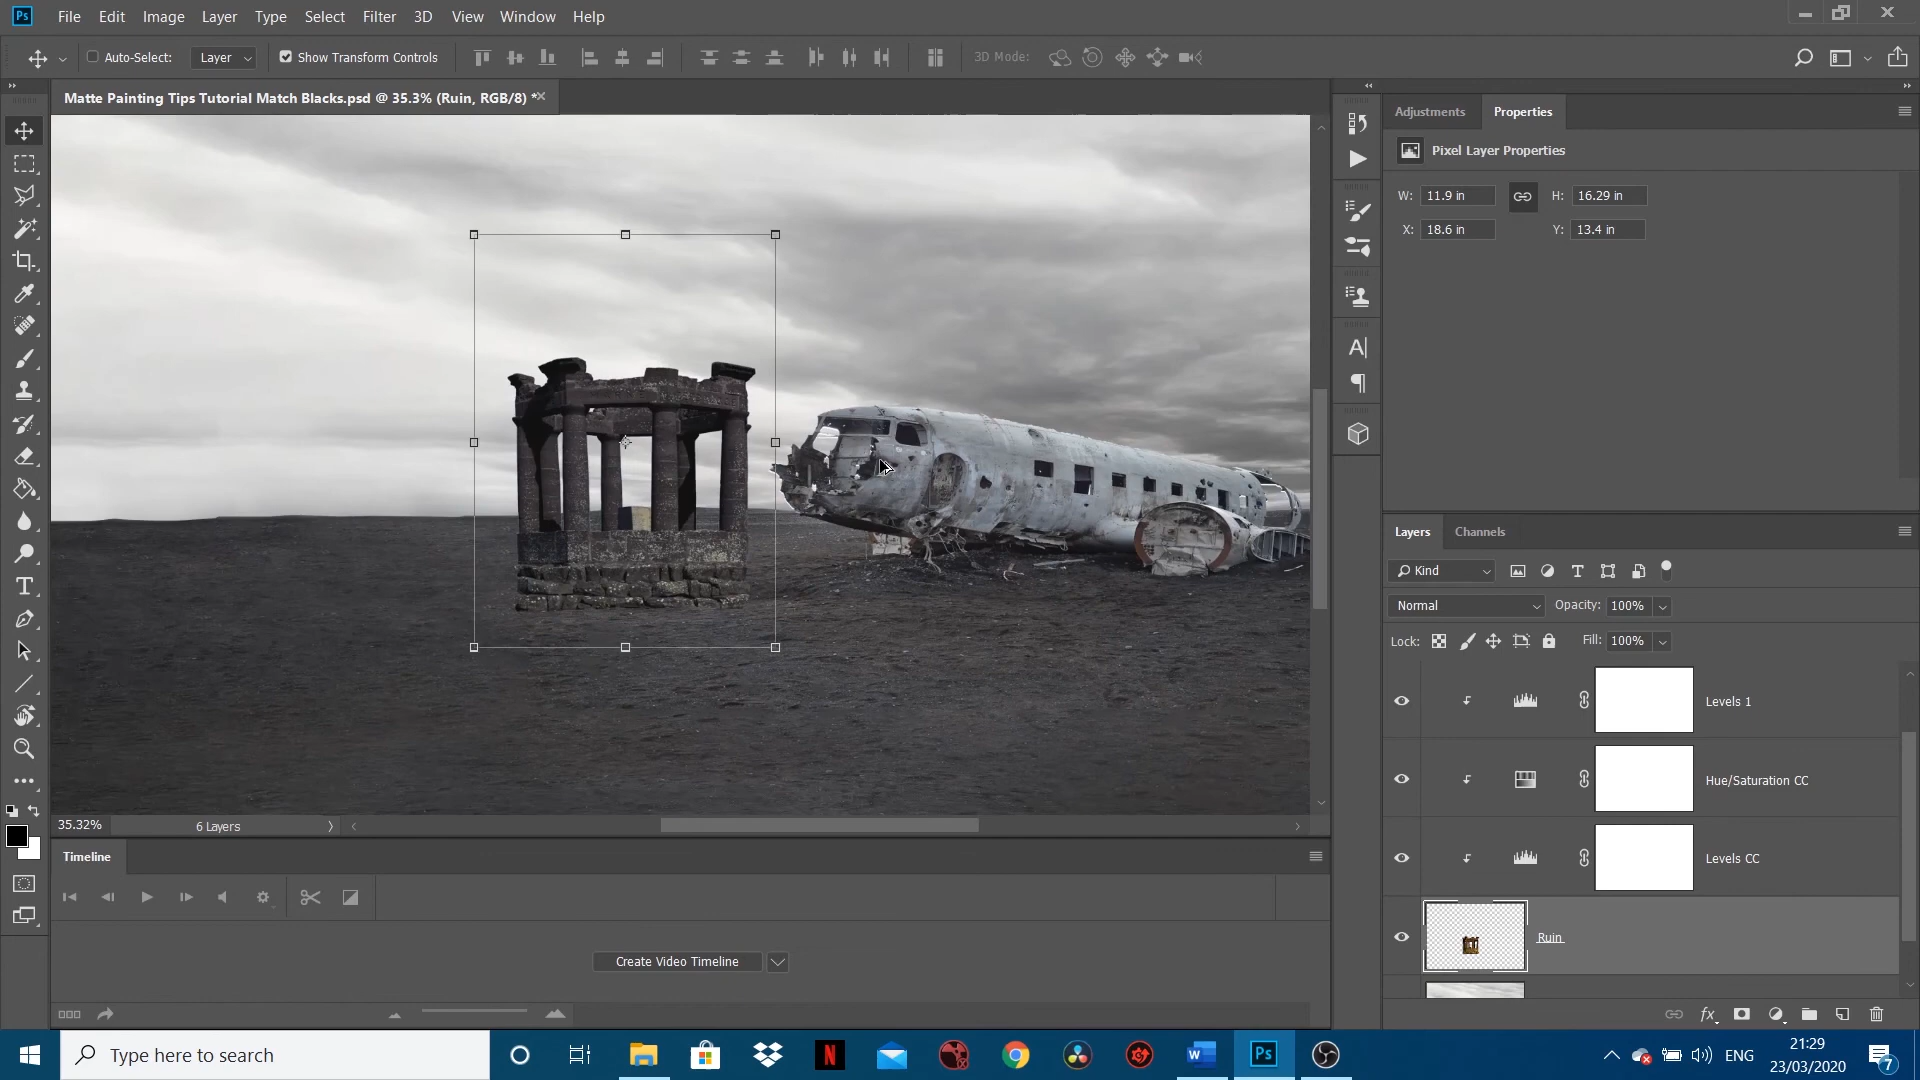 Ps File Edit Image Layer Type Select Filter 3D View Window Help
Auto-Select: Layer Show Transform Controls 3D Mode:
Matte Painting Tips Tutorial Match Blacks.psd @ 35.3% (Ruin, RGB/8) *
Adjustments Properties
Pixel Layer Properties
W: 11.9 in H: 16.29 in
X: 18.6 in Y: 13.4 in
Layers Channels
Kind
Normal Opacity: 100%
Lock: Fill: 100%
Levels 1
Hue/Saturation CC
Levels CC
Ruin
35.32% 6 Layers
Timeline
Create Video Timeline
fx
Type here to search
ENG
21:29
23/03/2020
7